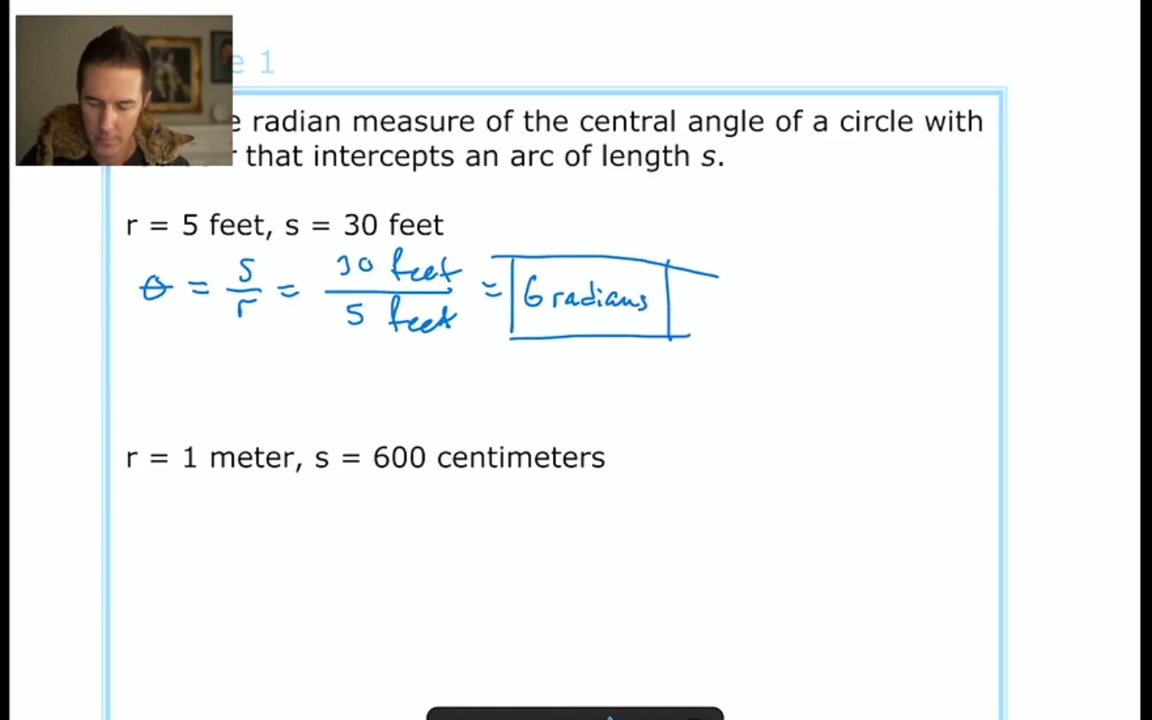 e 1
e radian measure of the central angle of a circle with
that intercepts an arc of length s.
r = 5 feet, s = 30 feet
θ = s/r = 30 feet / 5 feet = 6 radians
r = 1 meter, s = 600 centimeters